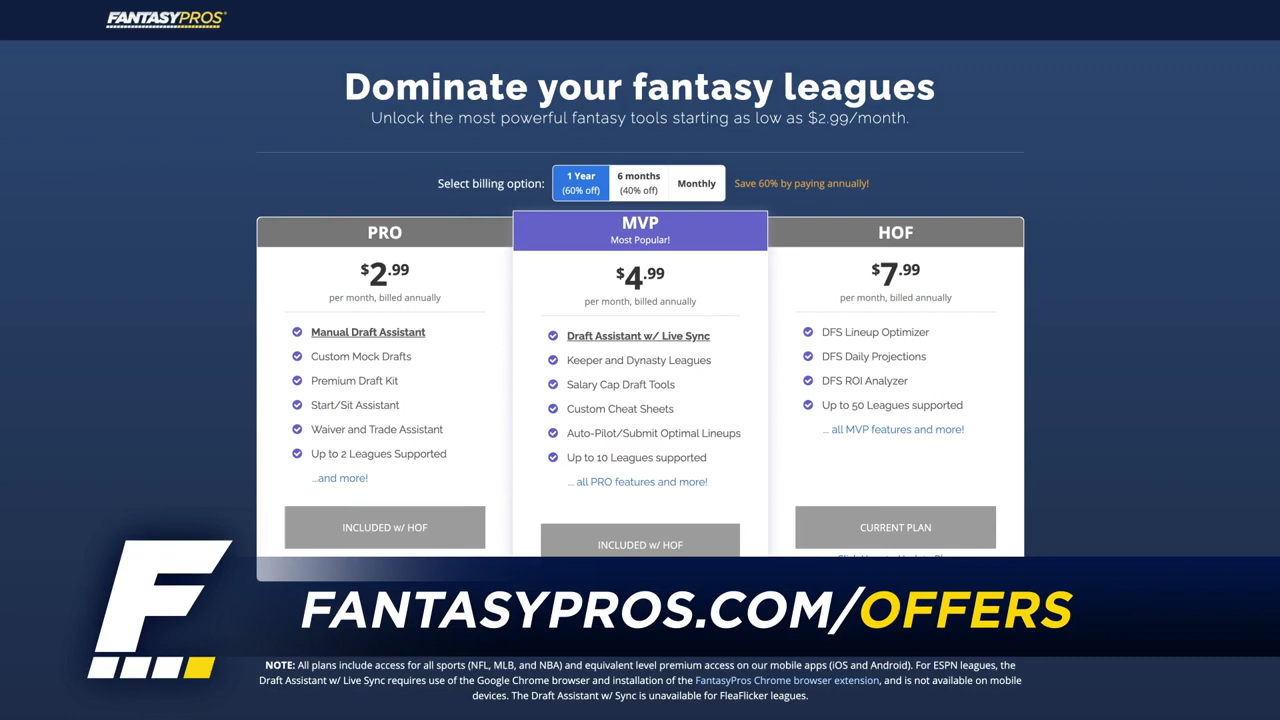 FANTASYPROS
Dominate your fantasy leagues
Unlock the most powerful fantasy tools starting as low as $2.99/month.
Select billing option:
1 Year
(60% off)
6 months
(40% off)
Monthly
Save 60% by paying annually!
PRO
$2.99
per month, billed annually
Manual Draft Assistant
Custom Mock Drafts
Premium Draft Kit
Start/Sit Assistant
Waiver and Trade Assistant
Up to 2 Leagues Supported
...and more!
INCLUDED w/ HOF
MVP
Most Popular!
$4.99
per month, billed annually
Draft Assistant w/ Live Sync
Keeper and Dynasty Leagues
Salary Cap Draft Tools
Custom Cheat Sheets
Auto-Pilot/Submit Optimal Lineups
Up to 10 Leagues supported
... all PRO features and more!
INCLUDED w/ HOF
HOF
$7.99
per month, billed annually
DFS Lineup Optimizer
DFS Daily Projections
DFS ROI Analyzer
Up to 50 Leagues supported
... all MVP features and more!
CURRENT PLAN
F
FANTASYPROS.COM/OFFERS
NOTE: All plans include access for all sports (NFL, MLB, and NBA) and equivalent level premium access on our mobile apps (iOS and Android). For ESPN leagues, the
Draft Assistant w/ Live Sync requires use of the Google Chrome browser and installation of the FantasyPros Chrome browser extension, and is not available on mobile
devices. The Draft Assistant w/ Sync is unavailable for FleaFlicker leagues.